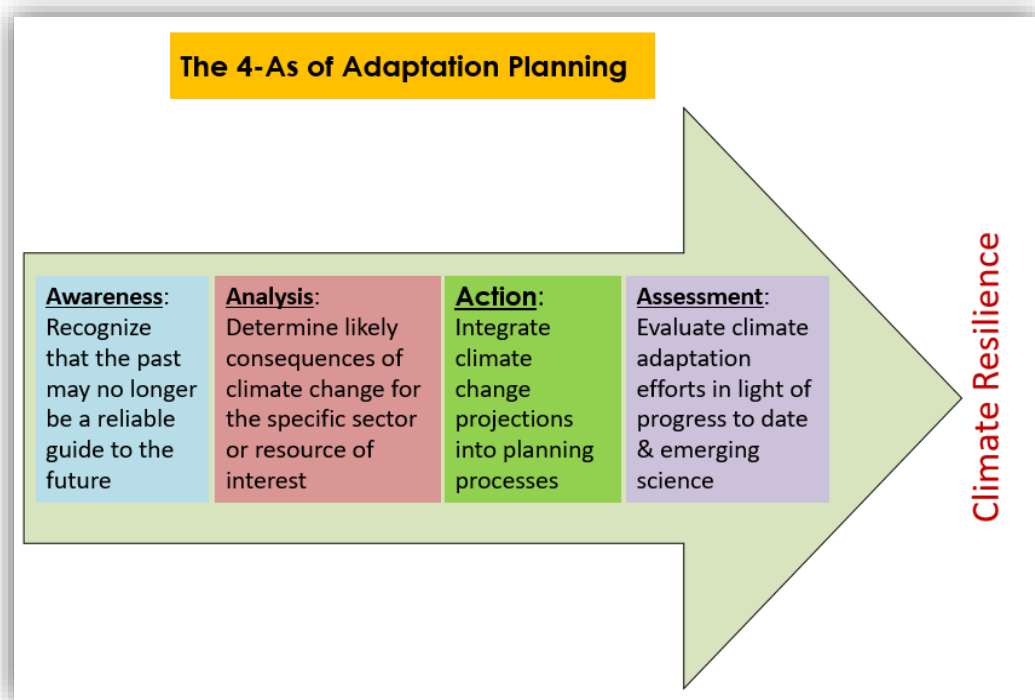 The 4-As of Adaptation Planning
Awareness:
Recognize
that the past
may no longer
be a reliable
guide to the
future
Analysis:
Determine likely
consequences of
climate change for
the specific sector
or resource of
interest
Action:
Integrate
climate
change
projections
into planning
processes
Assessment:
Evaluate climate
adaptation
efforts in light of
progress to date
& emerging
science
Climate Resilience